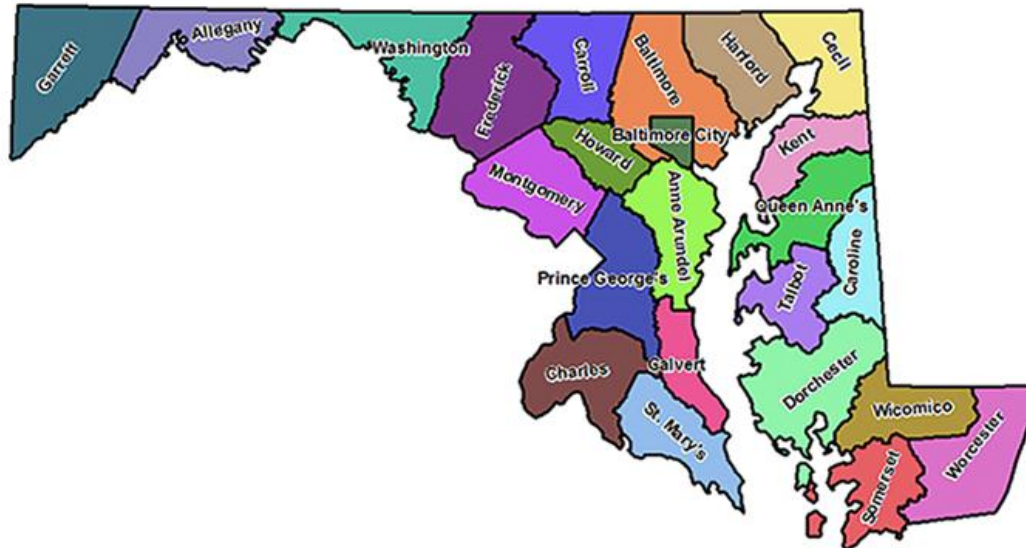 Garrett
Allegany
Washington
Frederick
Carroll
Baltimore
Harford
Cecil
Baltimore City
Howard
Kent
Montgomery
Anne Arundel
Queen Anne's
Prince George's
Talbot
Caroline
Charles
Calvert
Dorchester
St. Mary's
Wicomico
Worcester
Somerset